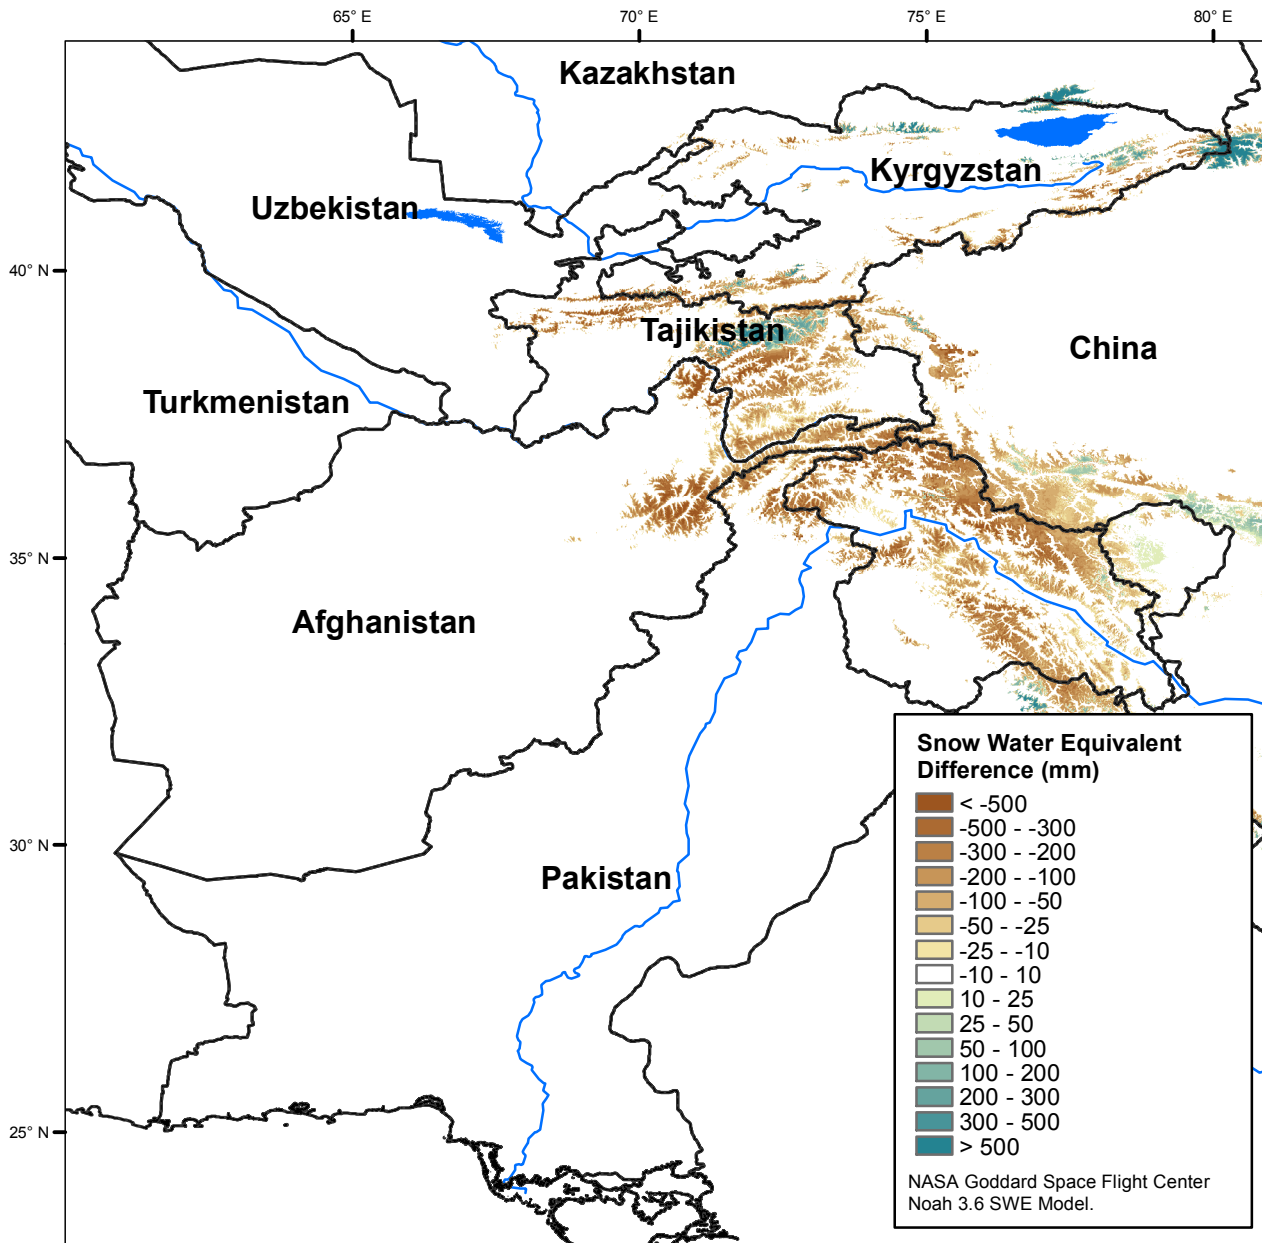 65° E
70° E
75° E
80° E
Kazakhstan
Kyrgyzstan
Uzbekistan
40° N
Tajikistan
China
Turkmenistan
35° N
Afghanistan
30° N
Pakistan
25° N
Snow Water Equivalent
Difference (mm)
< -500
-500 - -300
-300 - -200
-200 - -100
-100 - -50
-50 - -25
-25 - -10
-10 - 10
10 - 25
25 - 50
50 - 100
100 - 200
200 - 300
300 - 500
> 500
NASA Goddard Space Flight Center
Noah 3.6 SWE Model.